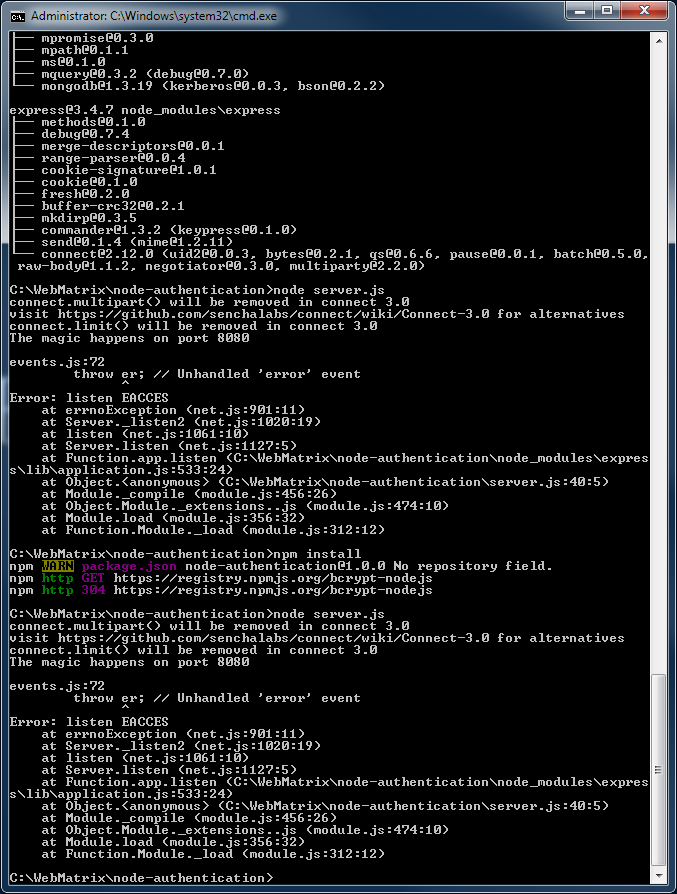 Administrator: C:\Windows\system32\cmd.exe
├── mpromise@0.3.0
├── mpath@0.1.1
├── ms@0.1.0
├── mquery@0.3.2 (debug@0.7.0)
└── mongodb@1.3.19 (kerberos@0.0.3, bson@0.2.2)
express@3.4.7 node_modules\express
├── methods@0.1.0
├── debug@0.7.4
├── merge-descriptors@0.0.1
├── range-parser@0.0.4
├── cookie-signature@1.0.1
├── cookie@0.1.0
├── fresh@0.2.0
├── buffer-crc32@0.2.1
├── mkdirp@0.3.5
├── commander@1.3.2 (keypress@0.1.0)
├── send@0.1.4 (mime@1.2.11)
└── connect@2.12.0 (uid2@0.0.3, bytes@0.2.1, qs@0.6.6, pause@0.0.1, batch@0.5.0,
 raw-body@1.1.2, negotiator@0.3.0, multiparty@2.2.0)
C:\WebMatrix\node-authentication>node server.js
connect.multipart() will be removed in connect 3.0
visit https://github.com/senchalabs/connect/wiki/Connect-3.0 for alternatives
connect.limit() will be removed in connect 3.0
The magic happens on port 8080
events.js:72
        throw er; // Unhandled 'error' event
              ^
Error: listen EACCES
    at errnoException (net.js:901:11)
    at Server._listen2 (net.js:1020:19)
    at listen (net.js:1061:10)
    at Server.listen (net.js:1127:5)
    at Function.app.listen (C:\WebMatrix\node-authentication\node_modules\expres
s\lib\application.js:533:24)
    at Object.<anonymous> (C:\WebMatrix\node-authentication\server.js:40:5)
    at Module._compile (module.js:456:26)
    at Object.Module._extensions..js (module.js:474:10)
    at Module.load (module.js:356:32)
    at Function.Module._load (module.js:312:12)
C:\WebMatrix\node-authentication>npm install
npm WARN package.json node-authentication@1.0.0 No repository field.
npm http GET https://registry.npmjs.org/bcrypt-nodejs
npm http 304 https://registry.npmjs.org/bcrypt-nodejs
C:\WebMatrix\node-authentication>node server.js
connect.multipart() will be removed in connect 3.0
visit https://github.com/senchalabs/connect/wiki/Connect-3.0 for alternatives
connect.limit() will be removed in connect 3.0
The magic happens on port 8080
events.js:72
        throw er; // Unhandled 'error' event
              ^
Error: listen EACCES
    at errnoException (net.js:901:11)
    at Server._listen2 (net.js:1020:19)
    at listen (net.js:1061:10)
    at Server.listen (net.js:1127:5)
    at Function.app.listen (C:\WebMatrix\node-authentication\node_modules\expres
s\lib\application.js:533:24)
    at Object.<anonymous> (C:\WebMatrix\node-authentication\server.js:40:5)
    at Module._compile (module.js:456:26)
    at Object.Module._extensions..js (module.js:474:10)
    at Module.load (module.js:356:32)
    at Function.Module._load (module.js:312:12)
C:\WebMatrix\node-authentication>